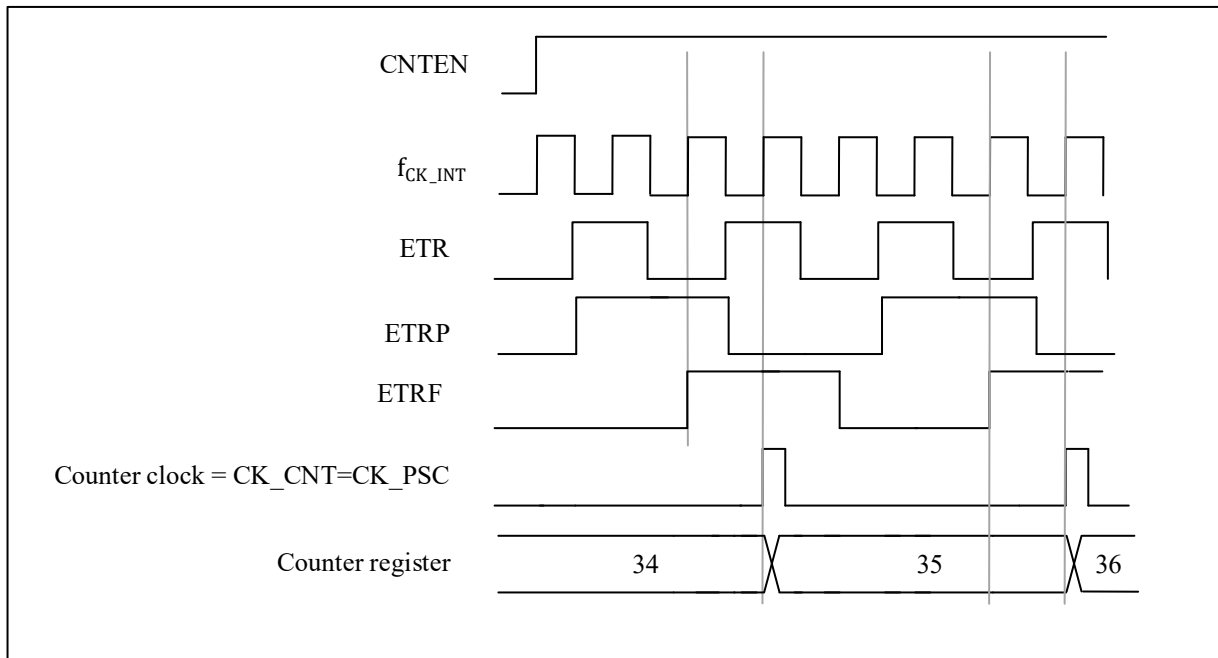 CNTEN
fCK_INT
ETR
ETRP
ETRF
Counter clock = CK_CNT=CK_PSC
Counter register 34 35 36